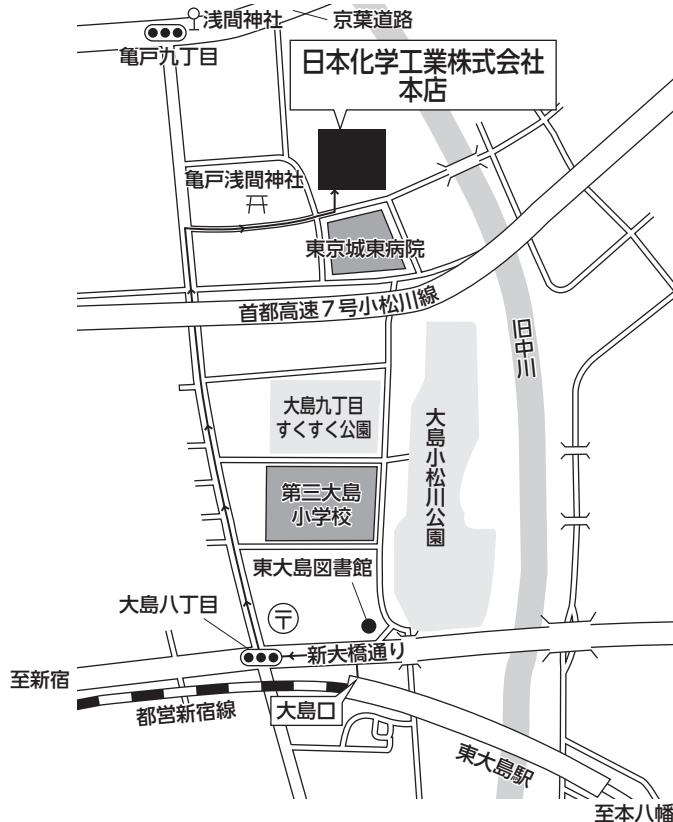 浅間神社
京葉道路
亀戸九丁目
日本化学工業株式会社
本店
亀戸浅間神社
東京城東病院
首都高速7号小松川線
旧中川
大島九丁目
すくすく公園
大島小松川公園
第三大島
小学校
東大島図書館
大島八丁目
〒
新大橋通り
至新宿
都営新宿線
大島口
東大島駅
至本八幡